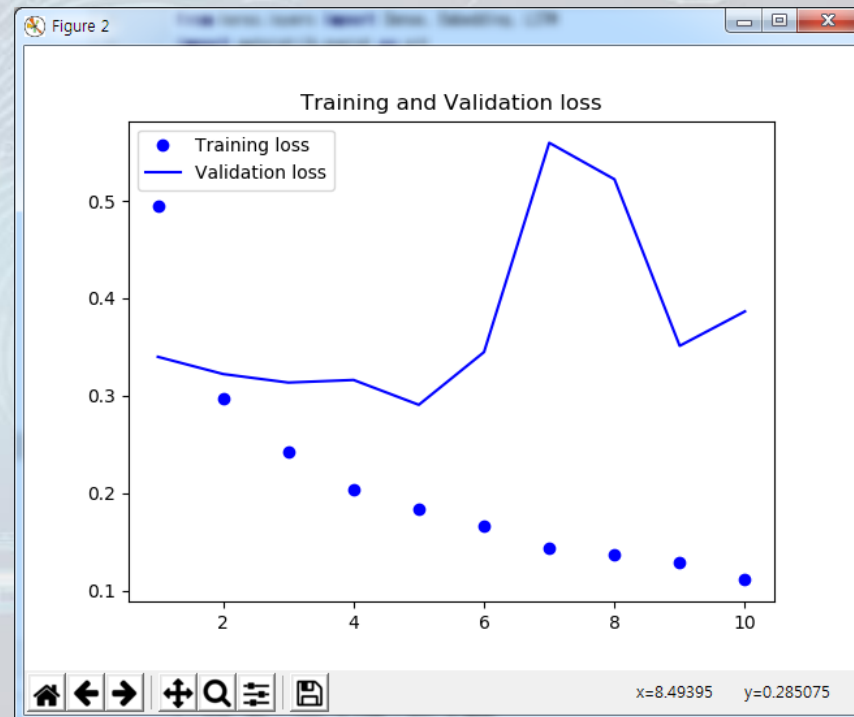 Figure 2
Training and Validation loss
Training loss
Validation loss
0.5
0.4
0.3
0.2
0.1
2 4 6 8 10
x=8.49395 y=0.285075